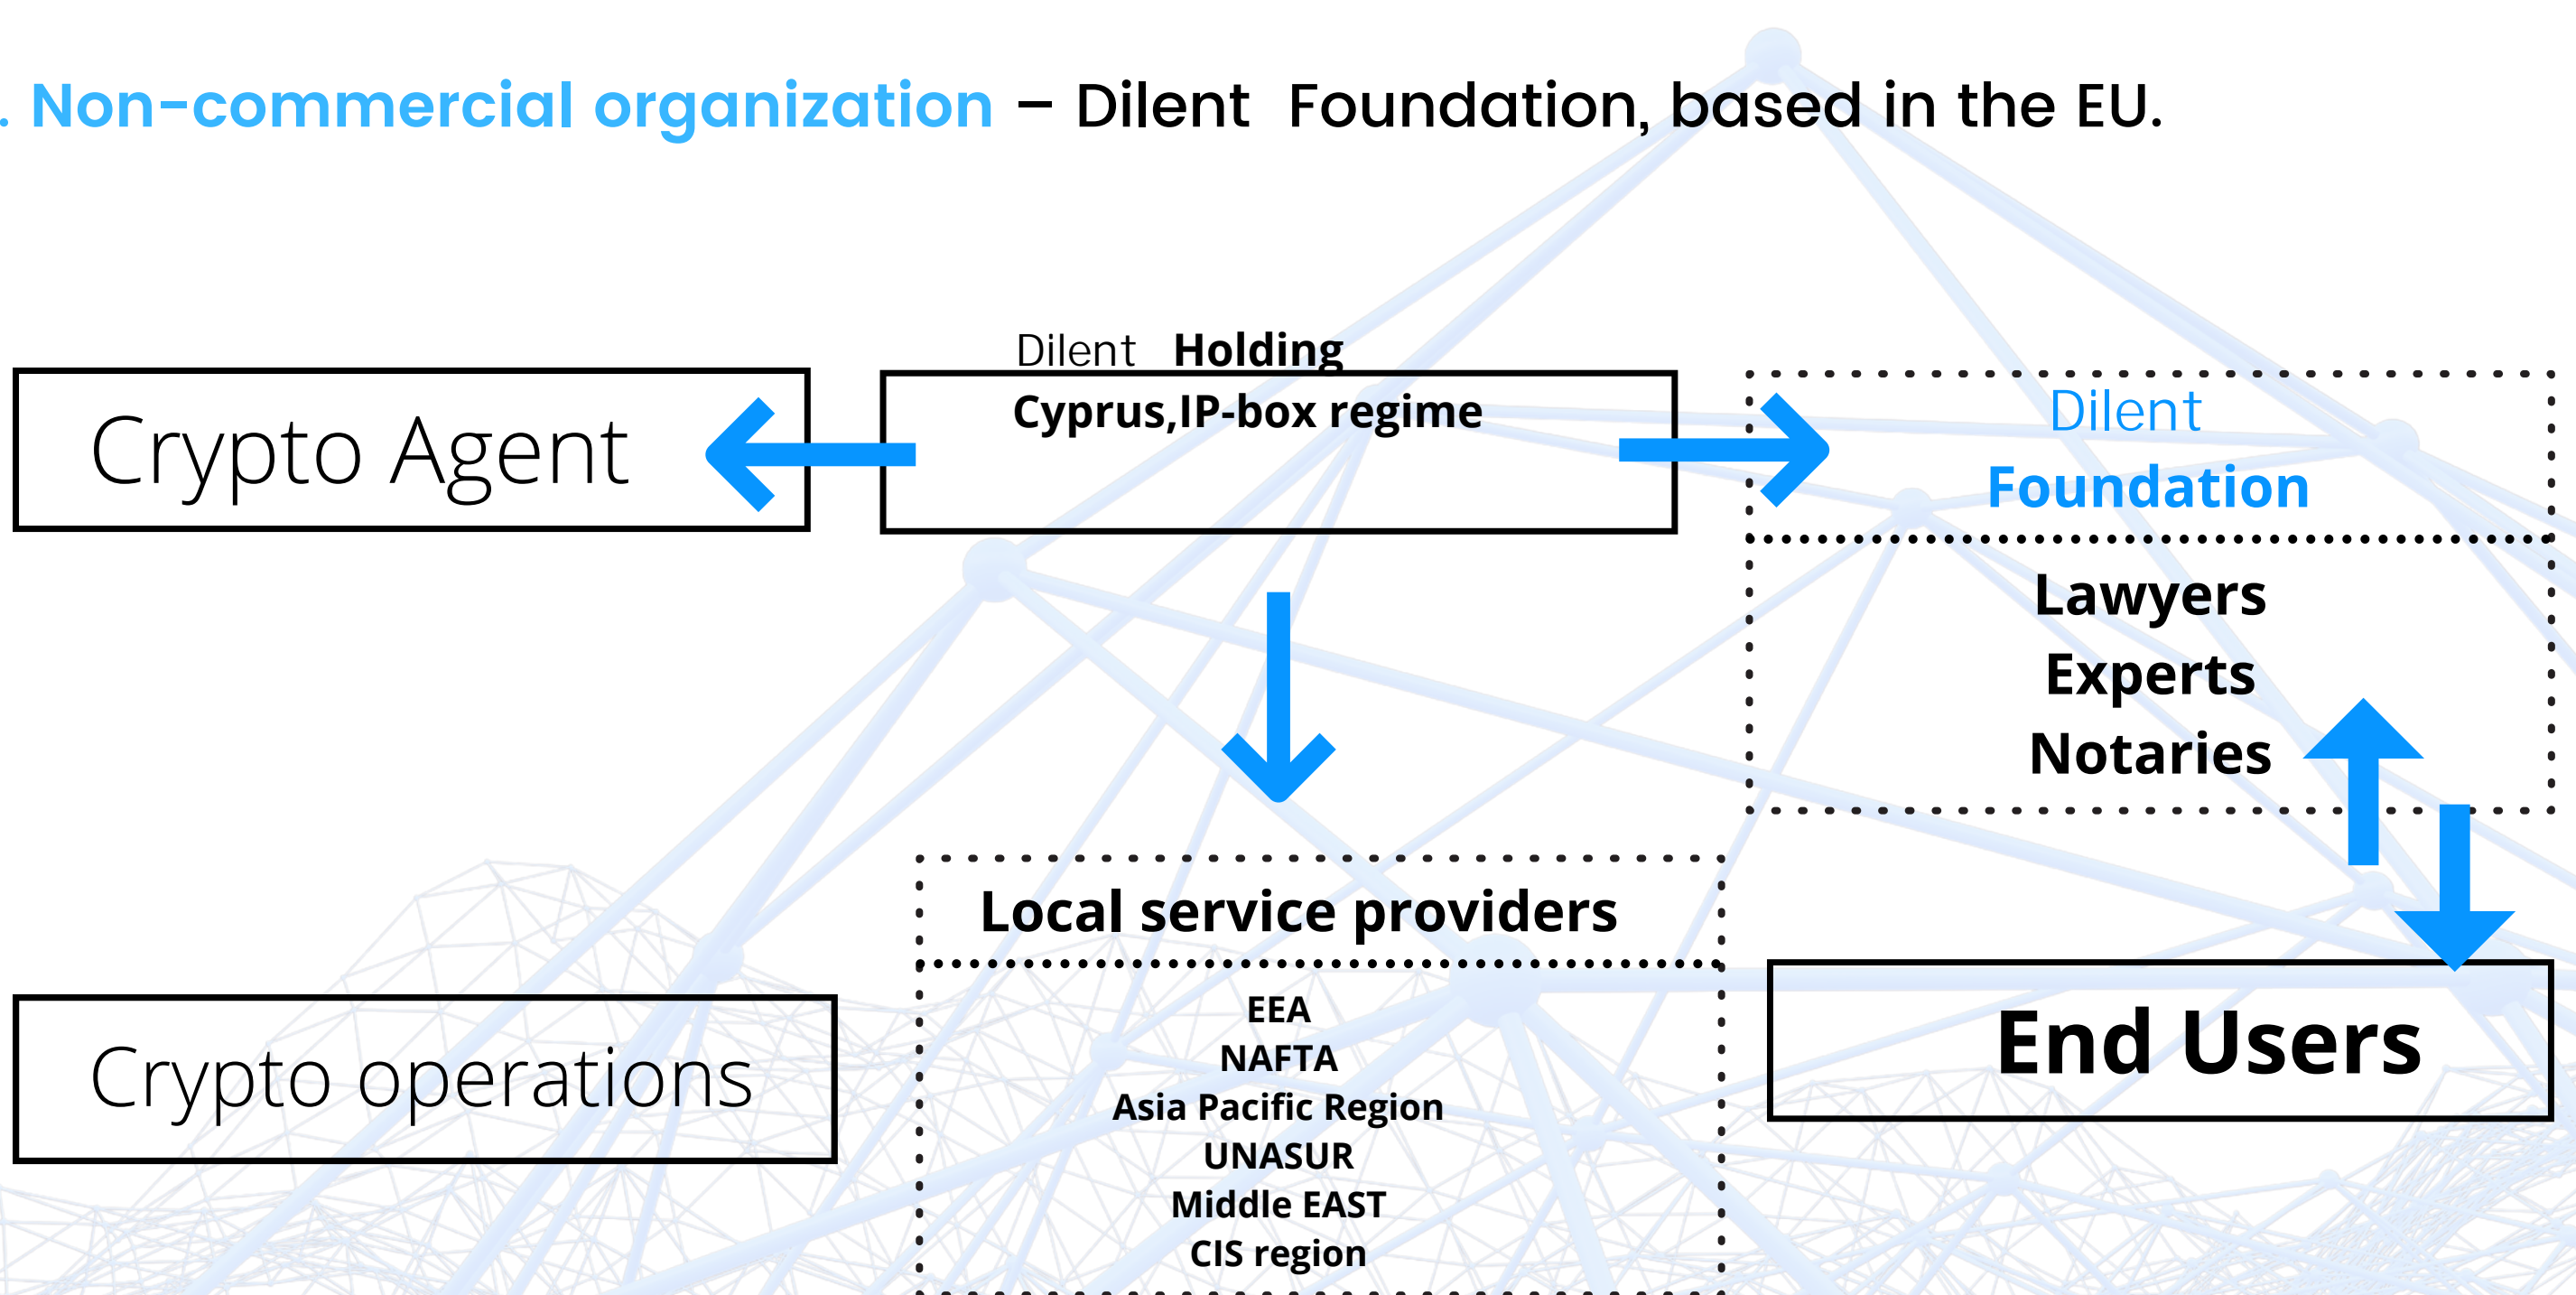 . Non-commercial organization – Dilent Foundation, based in the EU.
Crypto Agent
Dilent Holding
Cyprus,IP-box regime
Dilent
Foundation
Lawyers
Experts
Notaries
Crypto operations
Local service providers
EEA
NAFTA
Asia Pacific Region
UNASUR
Middle EAST
CIS region
End Users